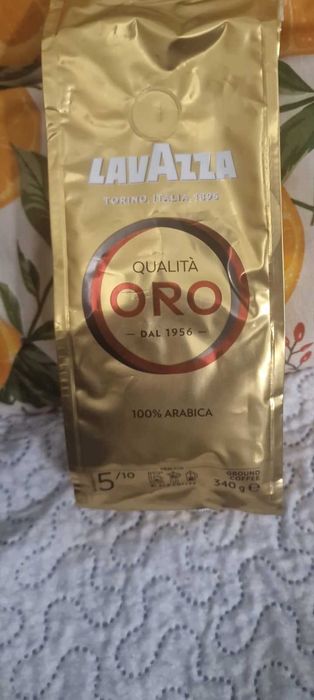 LAVAZZA
TORINO, ITALIA, 1895
QUALITÀ
ORO
— DAL 1956 —
100% ARABICA
5/10
GROUND
COFFEE
340 g e